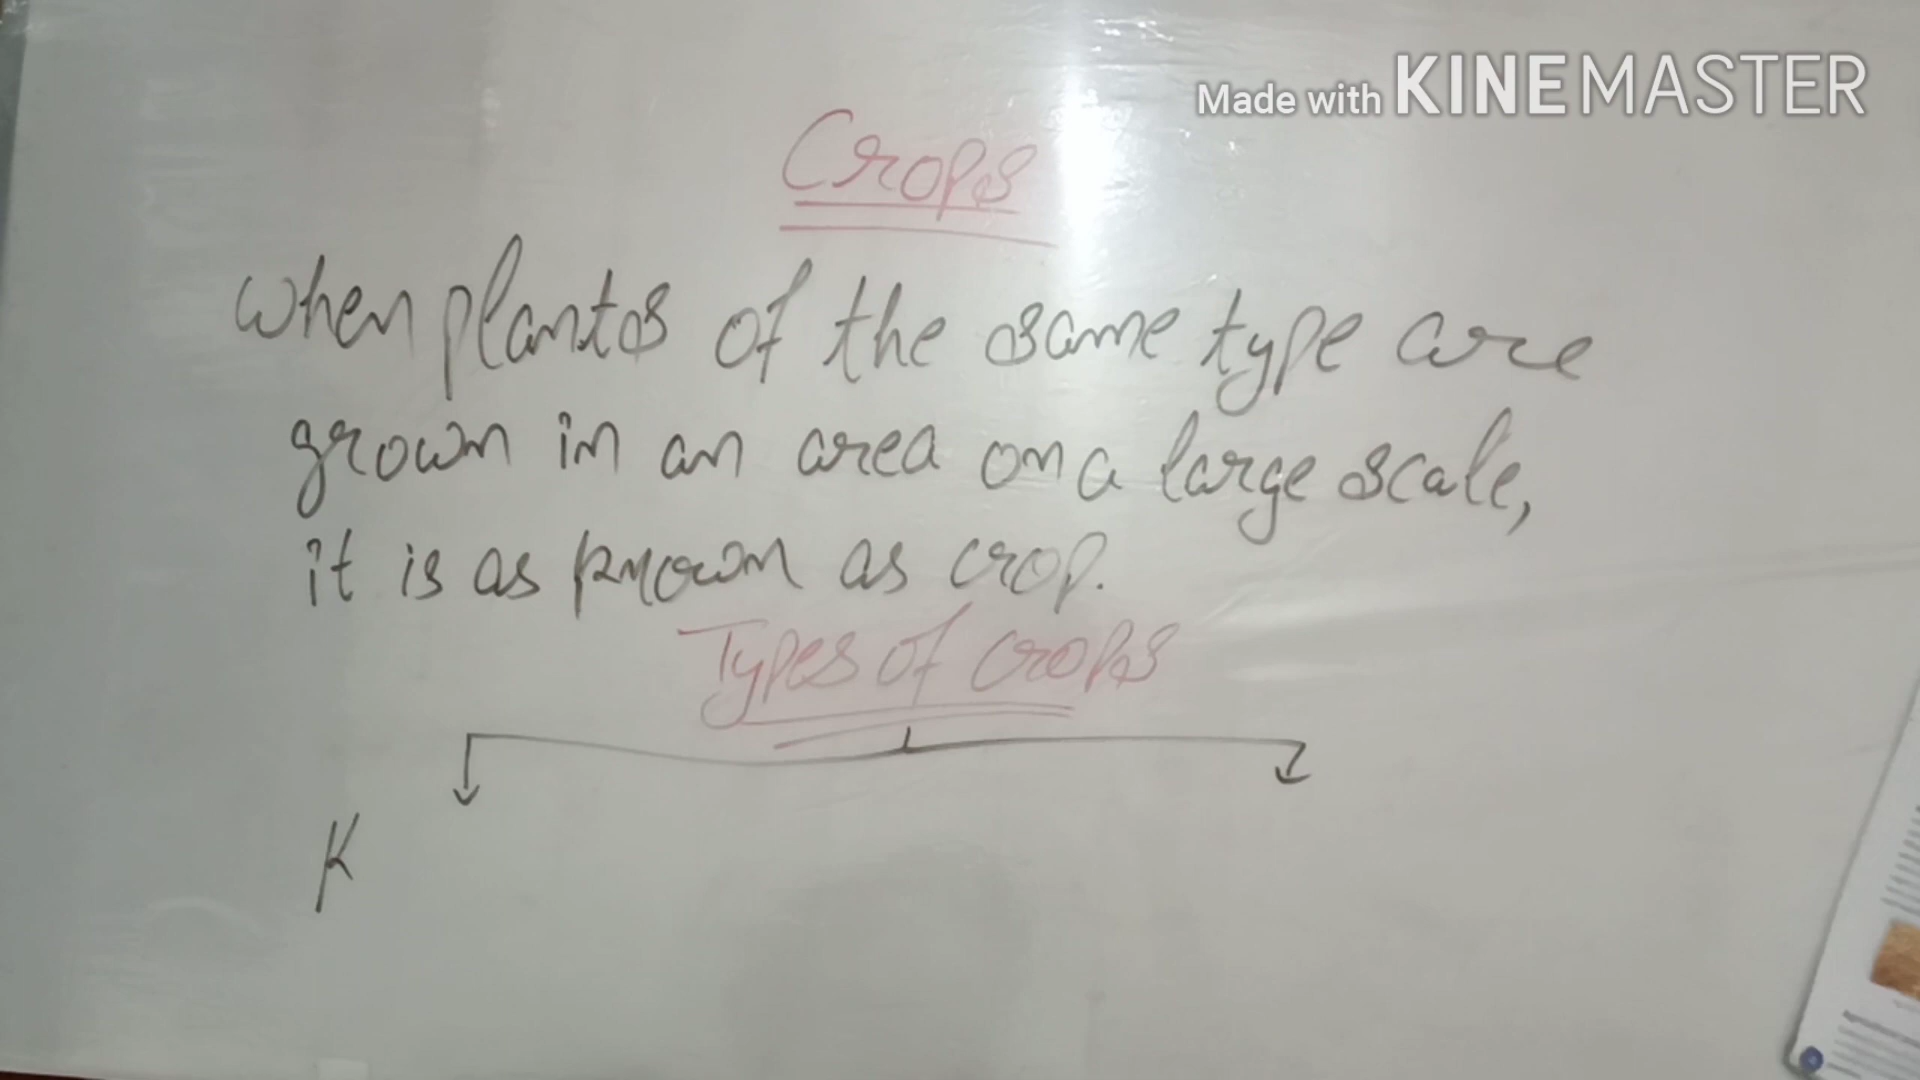 Made with KINEMASTER
Crops
When plants of the same type are
grown in an area on a large scale,
it is as known as crop.
Types of crops
K